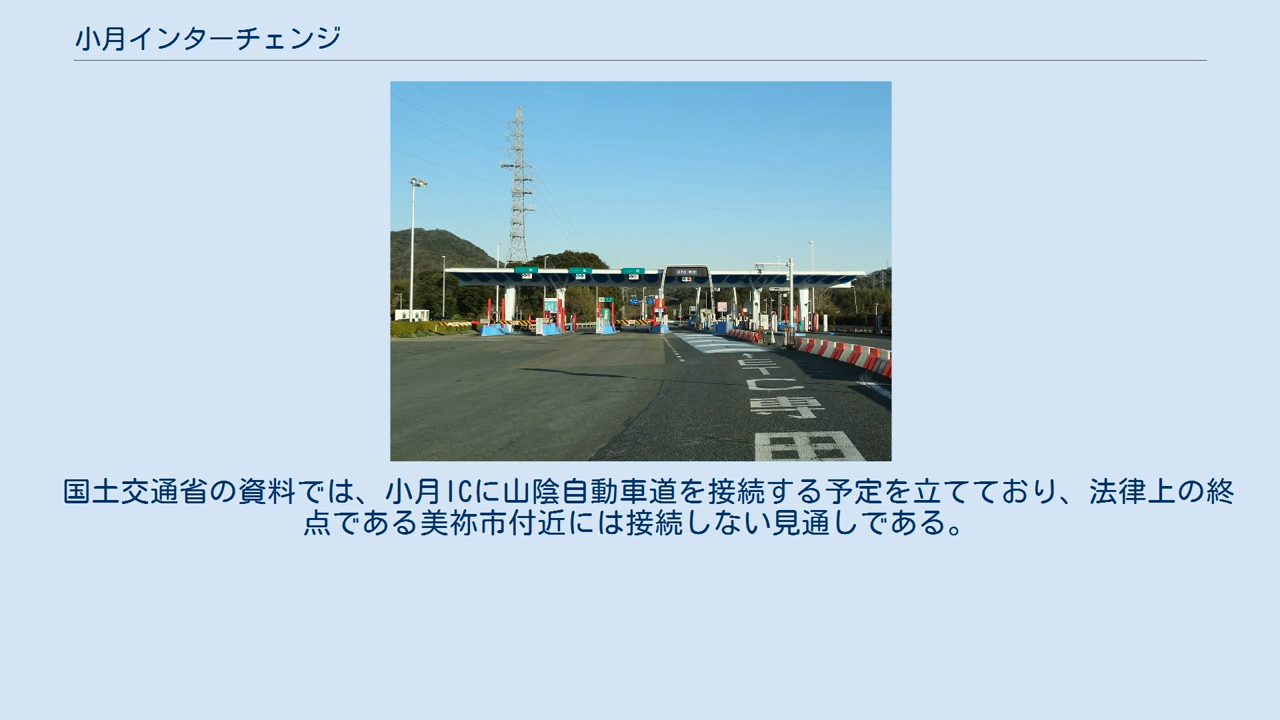 小月インターチェンジ
国土交通省の資料では、小月ICに山陰自動車道を接続する予定を立てており、法律上の終
点である美祢市付近には接続しない見通しである。